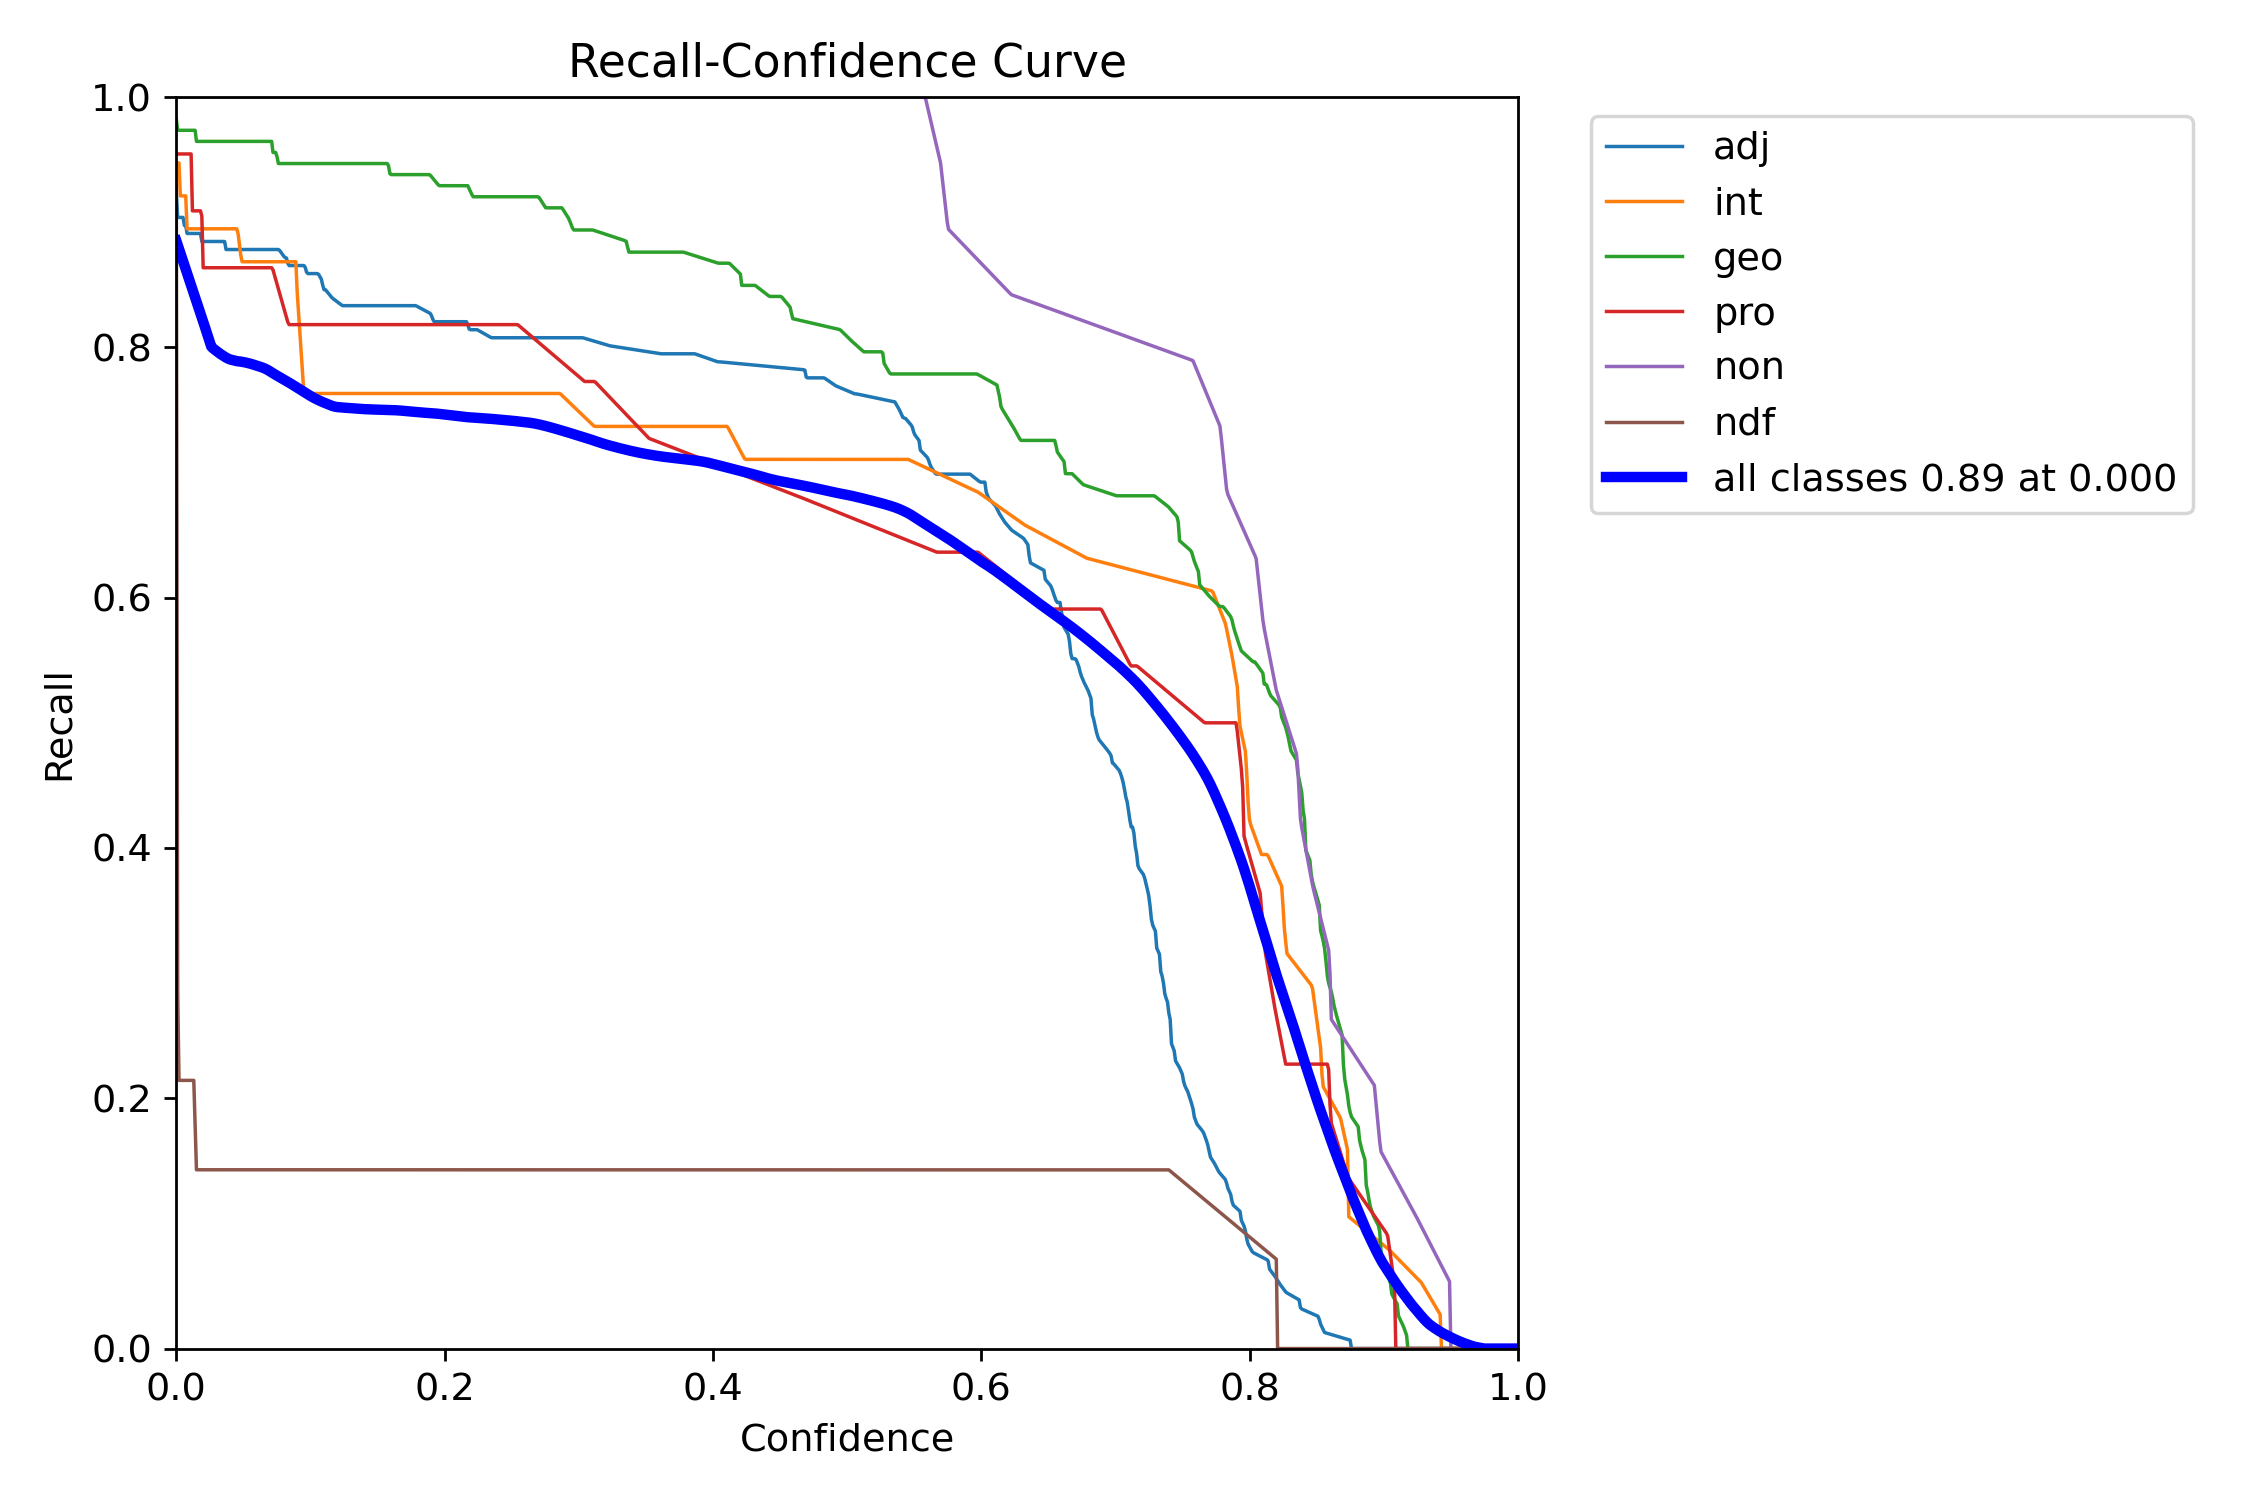 Recall-Confidence Curve
1.0
0.8
0.6
0.4
0.2
0.0
Recall
0.0 0.2 0.4 0.6 0.8 1.0
Confidence
adj
int
geo
pro
non
ndf
all classes 0.89 at 0.000